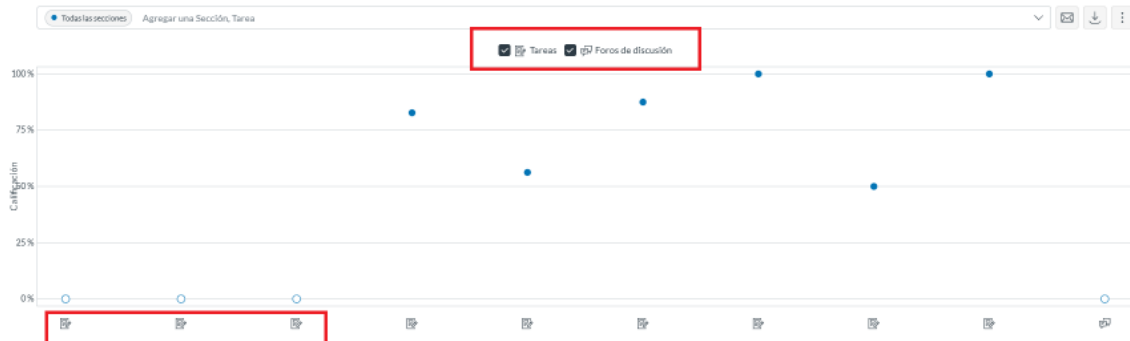 Todas las secciones Agregar una Sección, Tarea
Tareas Foros de discusión
100 %
75 %
50 %
25 %
0 %
Calificación